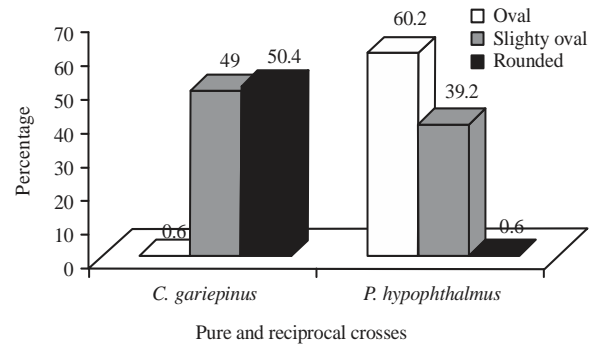 Oval
Slighty oval
Rounded
60.2
49
50.4
39.2
0.6
0.6
70
60
50
40
30
20
10
0
Percentage
C. gariepinus
P. hypophthalmus
Pure and reciprocal crosses